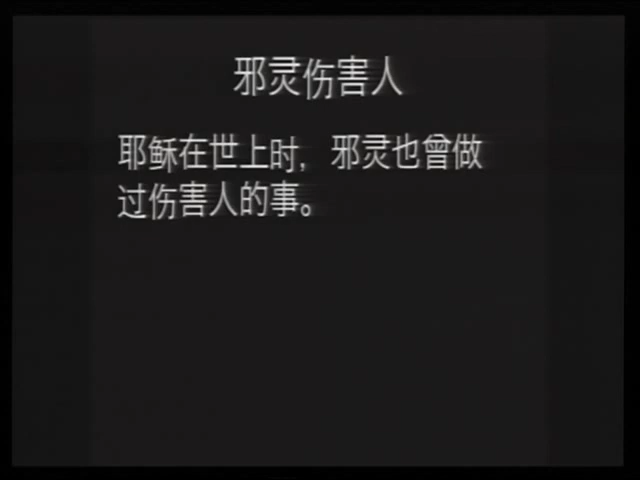 邪灵伤害人
耶稣在世上时，邪灵也曾做
过伤害人的事。